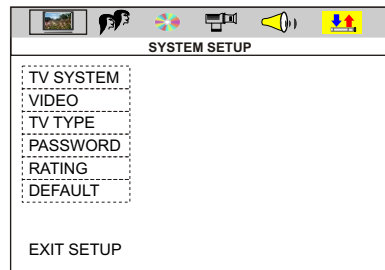 SYSTEM SETUP
TV SYSTEM
VIDEO
TV TYPE
PASSWORD
RATING
DEFAULT
EXIT SETUP